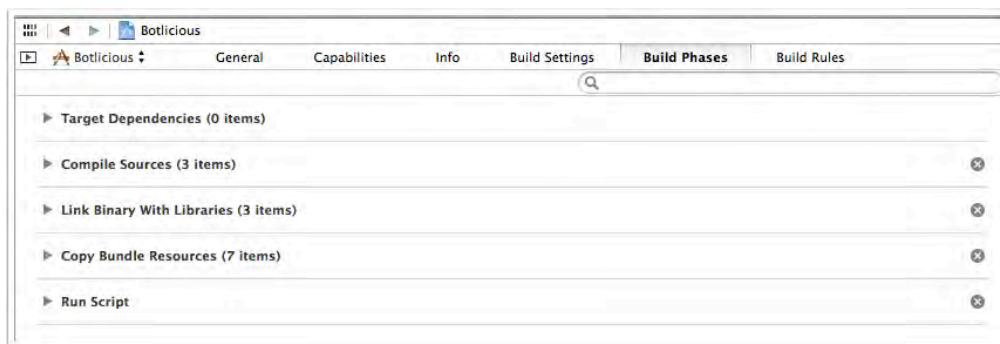 Botlicious
Botlicious General Capabilities Info Build Settings Build Phases Build Rules
Target Dependencies (0 items)
Compile Sources (3 items)
Link Binary With Libraries (3 items)
Copy Bundle Resources (7 items)
Run Script